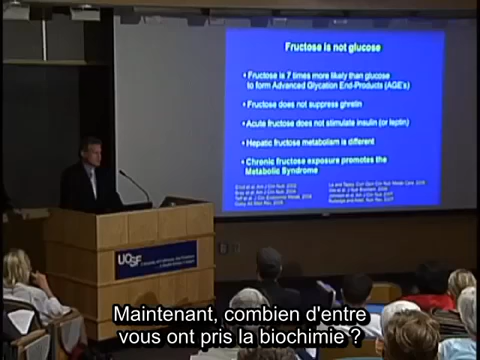 Fructose is not glucose
• Fructose is 7 times more likely than glucose
to form Advanced Glycation End-Products (AGE's)
• Fructose does not suppress ghrelin
• Acute fructose does not stimulate insulin (or leptin)
• Hepatic fructose metabolism is different
• Chronic fructose exposure promotes the
Metabolic Syndrome
UCSF
Maintenant, combien d'entre
vous ont pris la biochimie ?